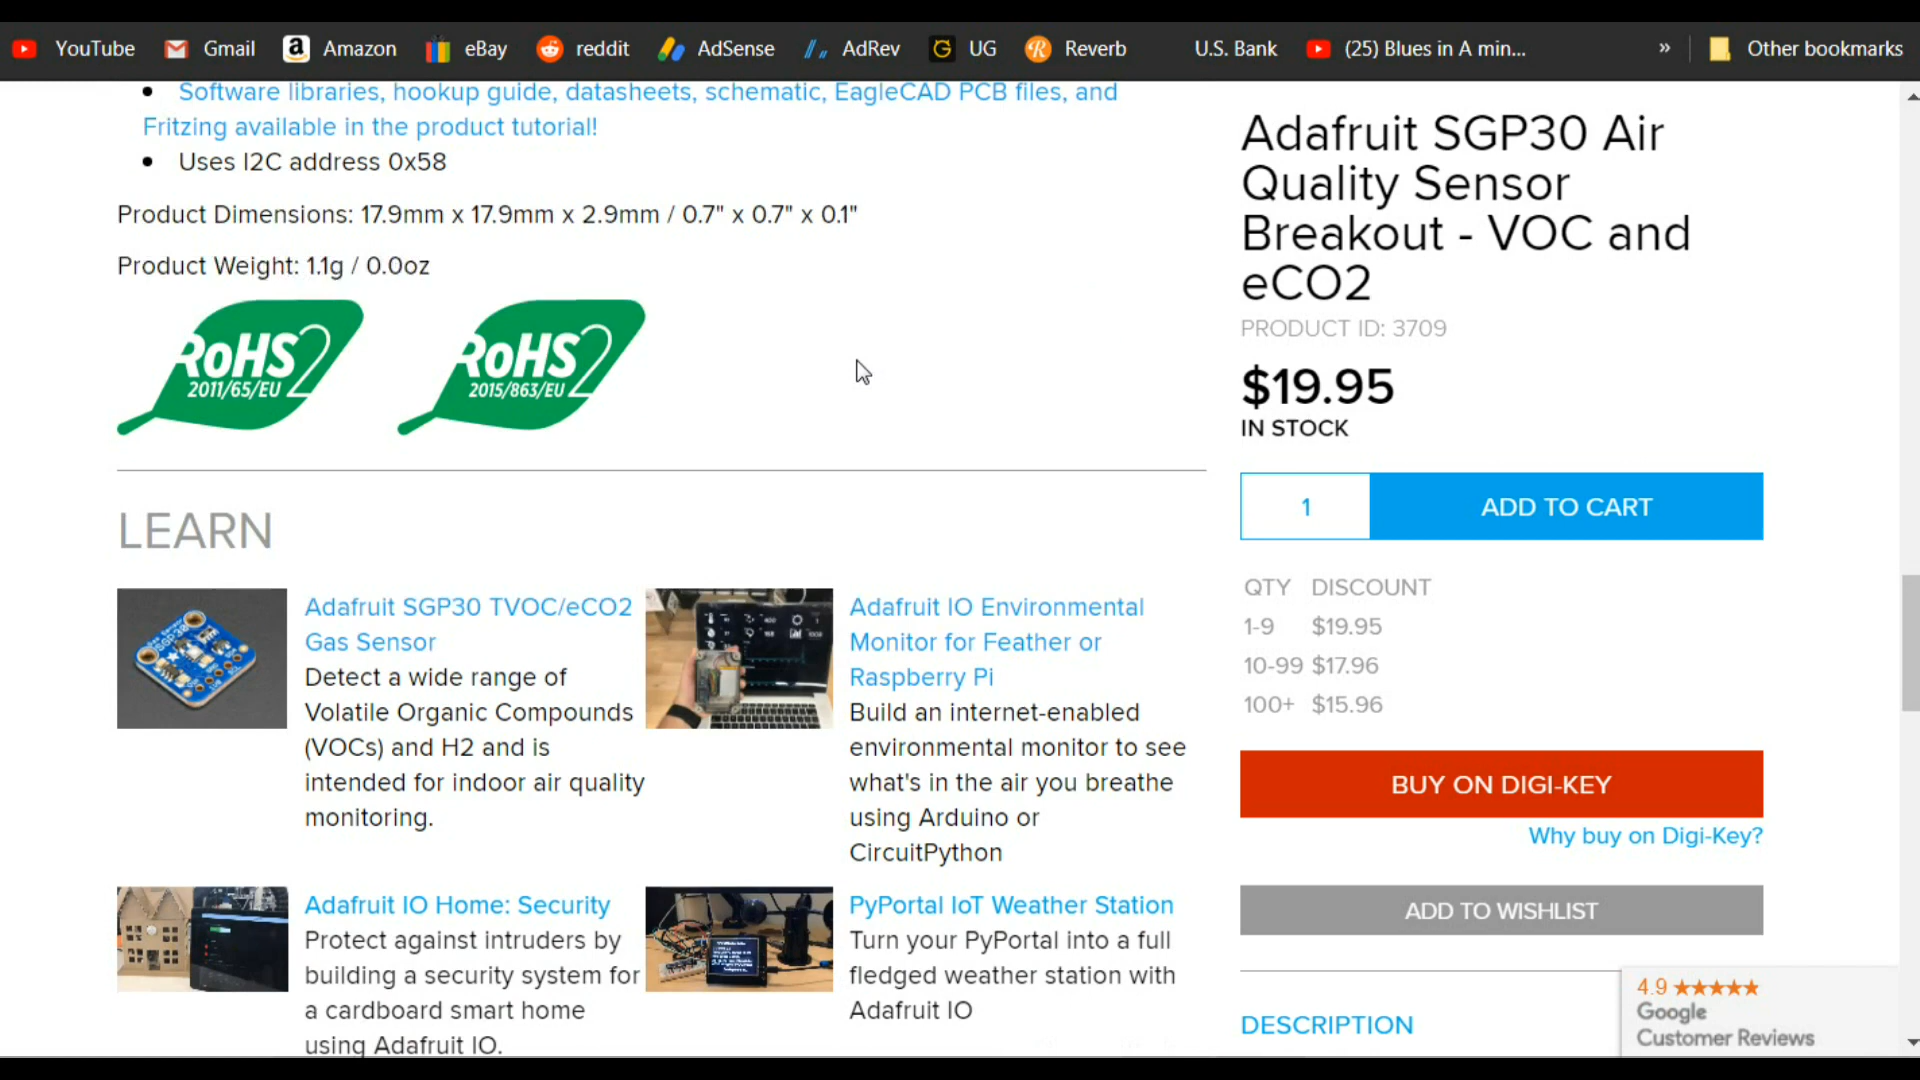 YouTube Gmail Amazon eBay reddit AdSense AdRev UG Reverb U.S. Bank (25) Blues in A min... » Other bookmarks
• Software libraries, hookup guide, datasheets, schematic, EagleCAD PCB files, and
Fritzing available in the product tutorial!
• Uses I2C address 0x58
Product Dimensions: 17.9mm x 17.9mm x 2.9mm / 0.7" x 0.7" x 0.1"
Product Weight: 1.1g / 0.0oz
RoHS 2
2011/65/EU
RoHS 2
2015/863/EU
LEARN
Adafruit SGP30 TVOC/eCO2
Gas Sensor
Detect a wide range of
Volatile Organic Compounds
(VOCs) and H2 and is
intended for indoor air quality
monitoring.
Adafruit IO Environmental
Monitor for Feather or
Raspberry Pi
Build an internet-enabled
environmental monitor to see
what's in the air you breathe
using Arduino or
CircuitPython
Adafruit IO Home: Security
Protect against intruders by
building a security system for
a cardboard smart home
using Adafruit IO.
PyPortal IoT Weather Station
Turn your PyPortal into a full
fledged weather station with
Adafruit IO
Adafruit SGP30 Air
Quality Sensor
Breakout - VOC and
eCO2
PRODUCT ID: 3709
$19.95
IN STOCK
1 ADD TO CART
QTY DISCOUNT
1-9 $19.95
10-99 $17.96
100+ $15.96
BUY ON DIGI-KEY
Why buy on Digi-Key?
ADD TO WISHLIST
DESCRIPTION
4.9 ★★★★★
Google
Customer Reviews